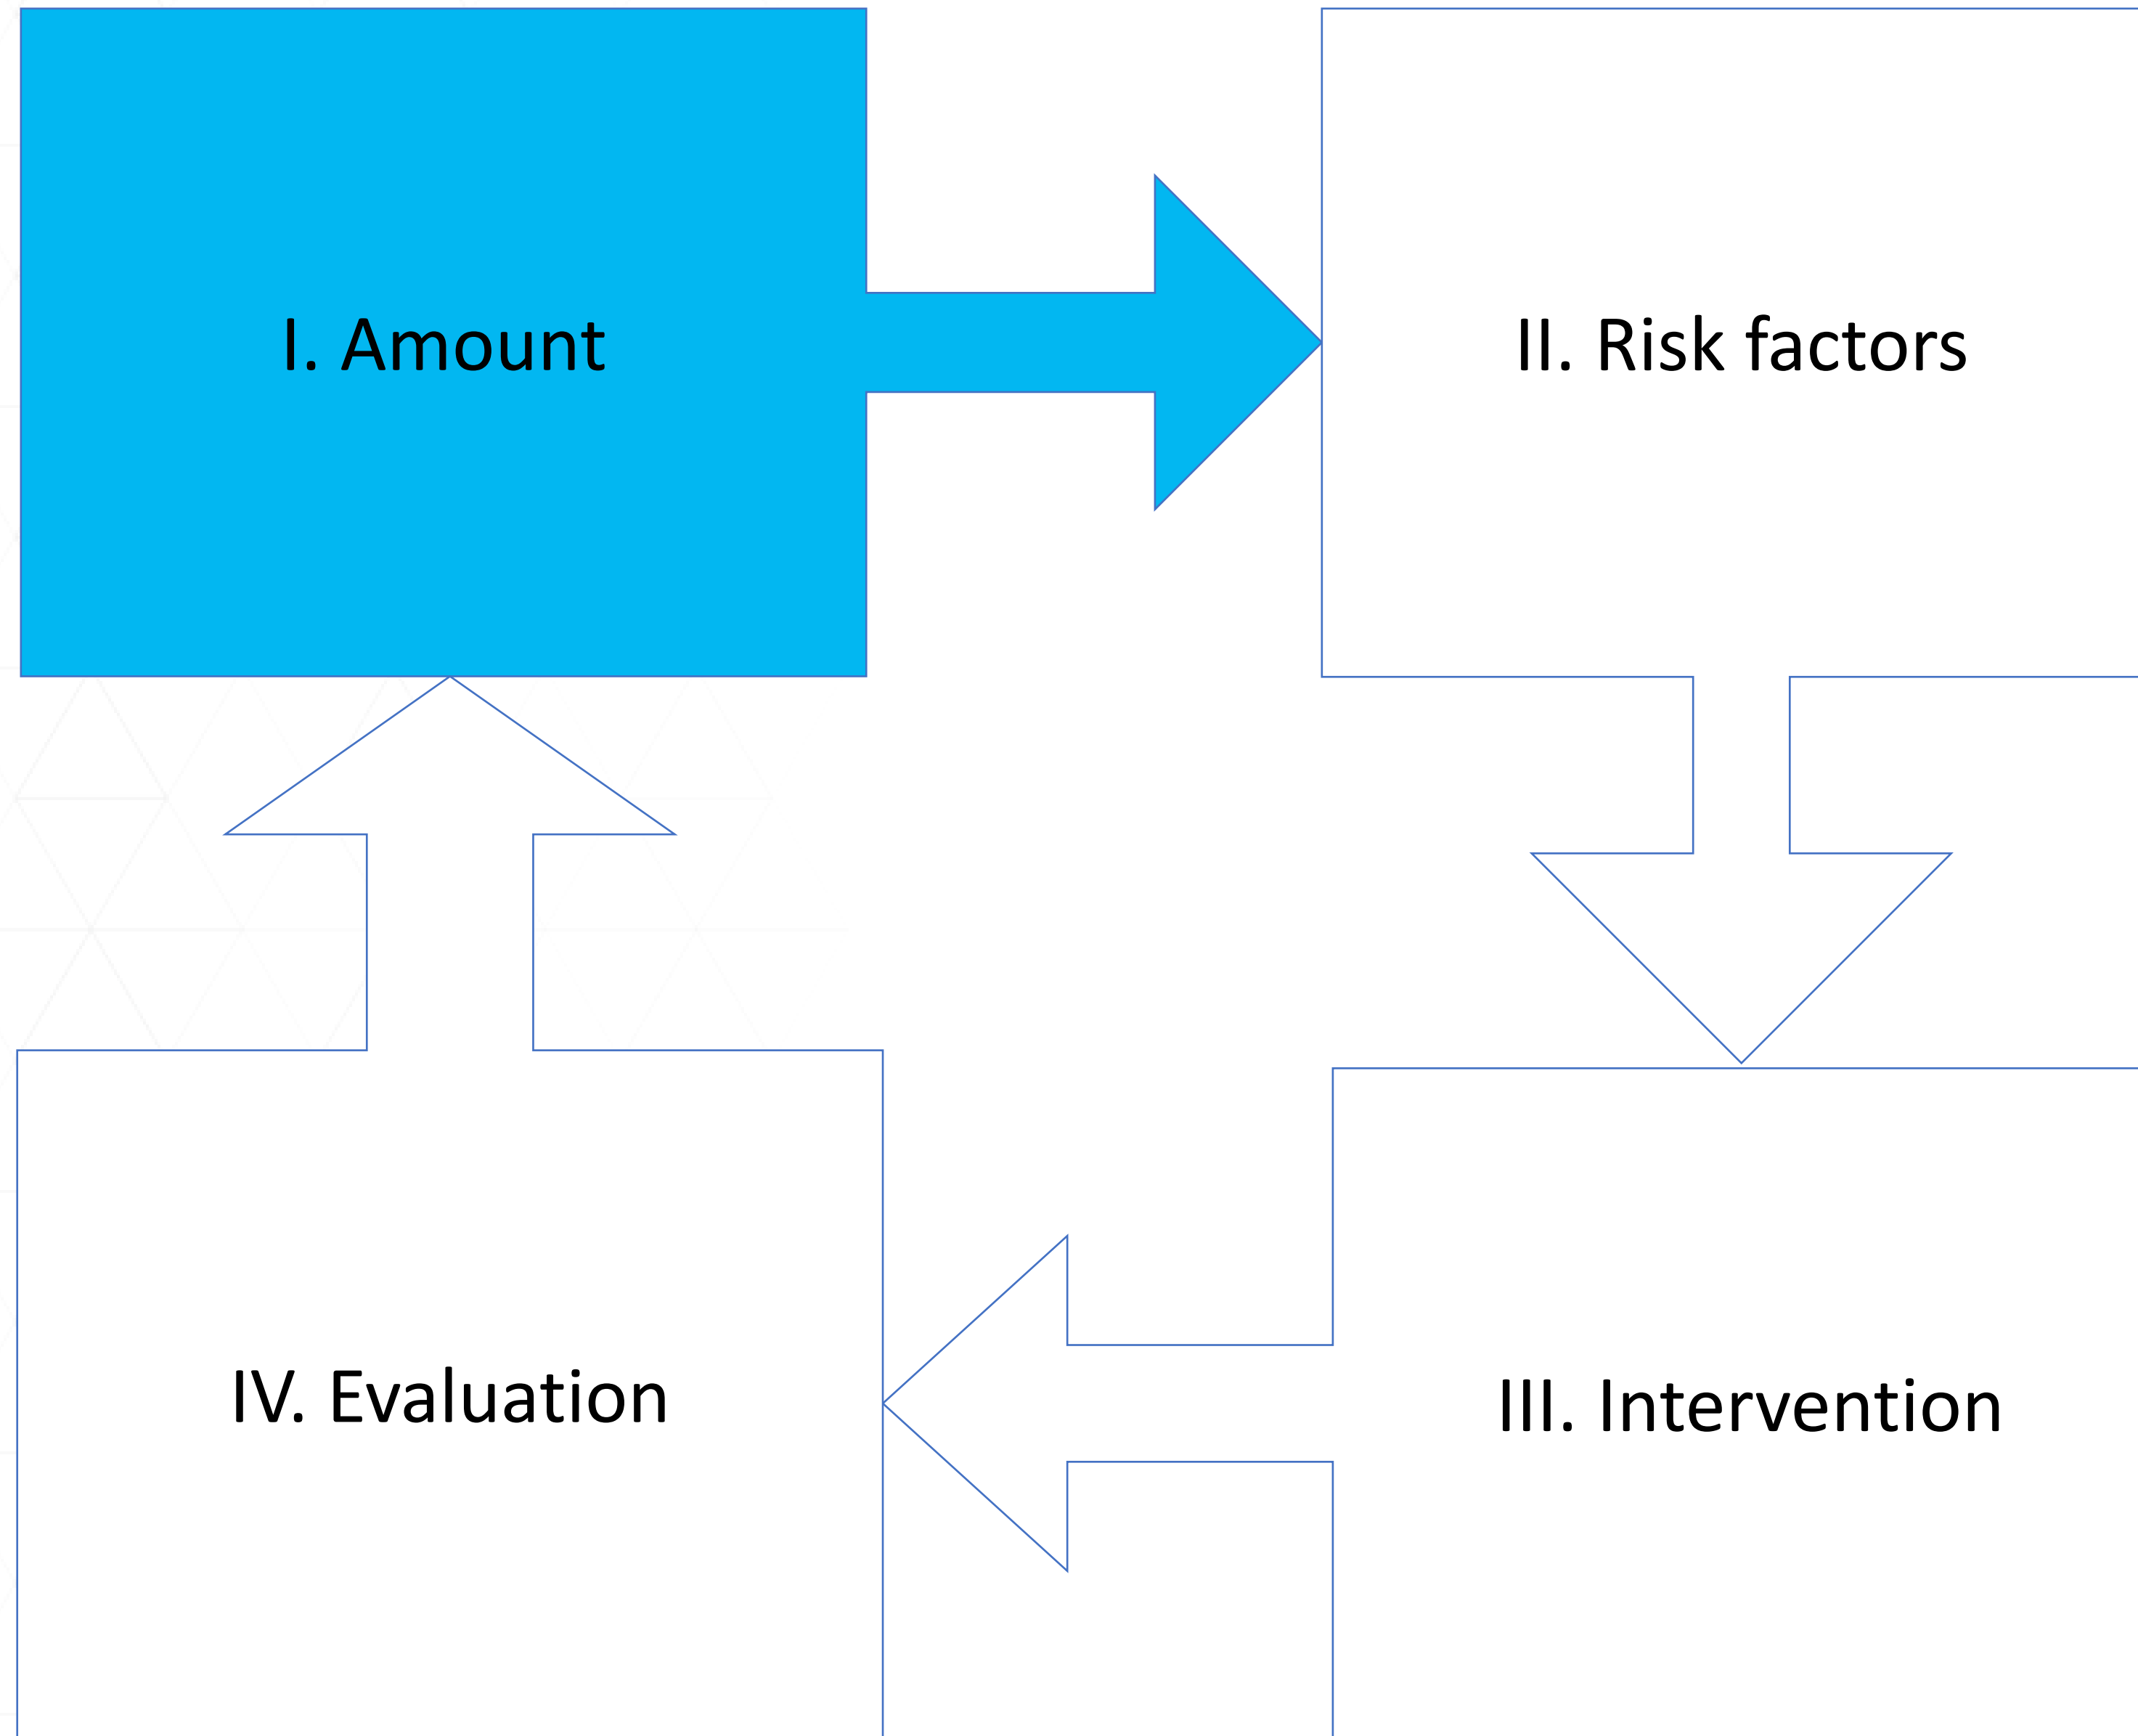 I. Amount
II. Risk factors
IV. Evaluation
III. Intervention